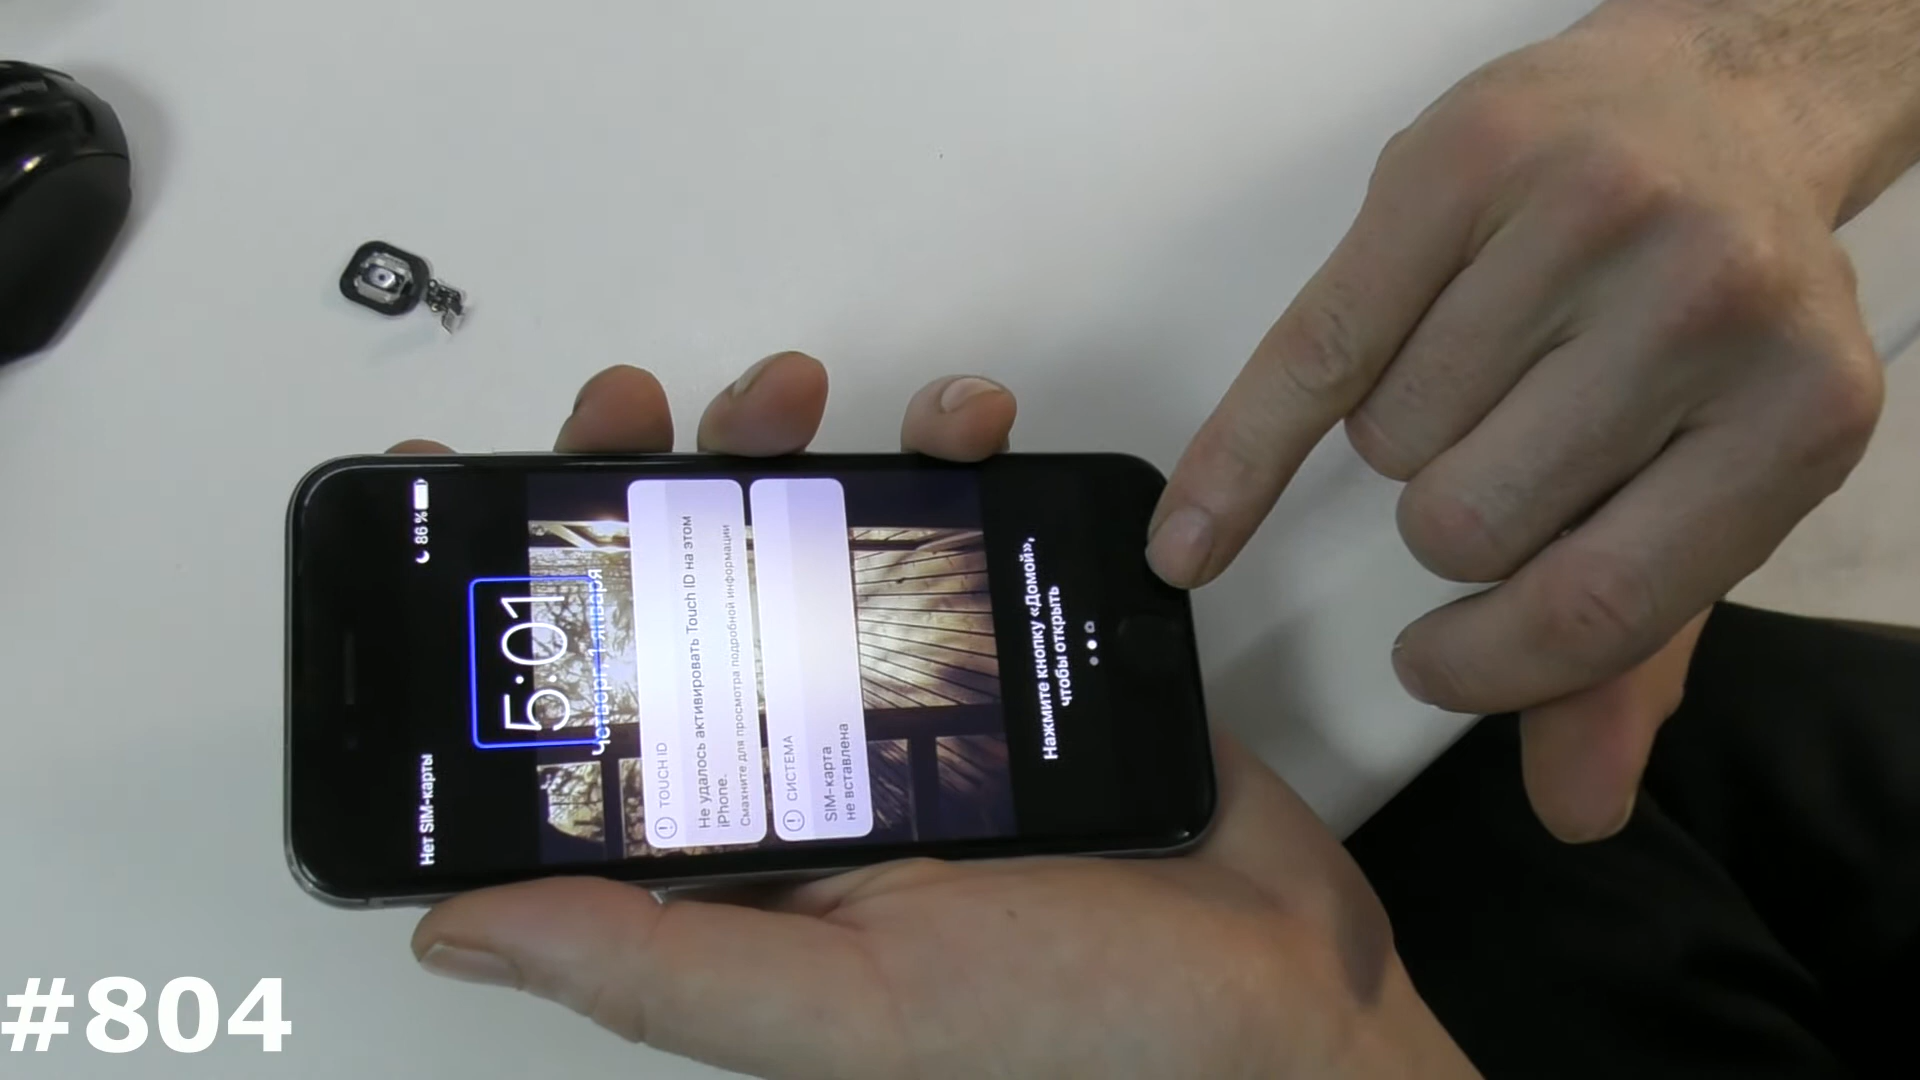 Нет SIM-карты
86 %
5:01
Четверг, 1 января
TOUCH ID
Не удалось активировать Touch ID на этом
iPhone.
Смахните для просмотра подробной информации
СИСТЕМА
SIM-карта
не вставлена
Нажмите кнопку «Домой»,
чтобы открыть
#804